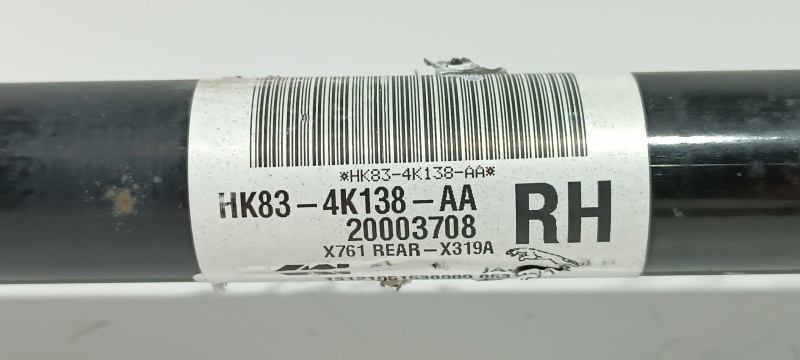 *HK83-4K138-AA*
HK83-4K138-AA
RH
20003708
X761 REAR-X319A